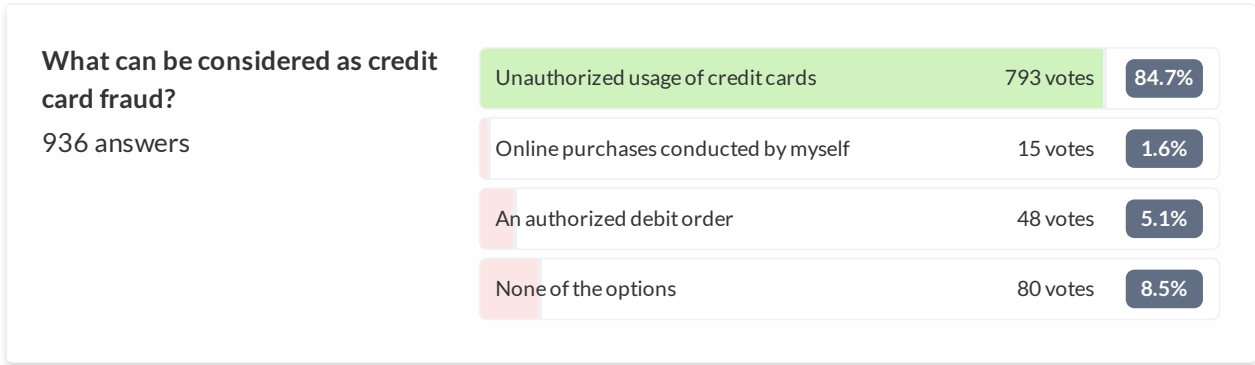 What can be considered as credit
card fraud?
936 answers
Unauthorized usage of credit cards 793 votes 84.7%
Online purchases conducted by myself 15 votes 1.6%
An authorized debit order 48 votes 5.1%
None of the options 80 votes 8.5%